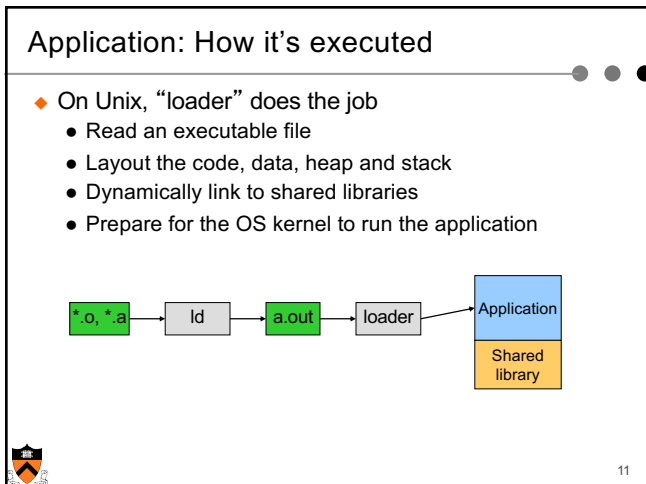 Application: How it's executed
◆ On Unix, “loader” does the job
● Read an executable file
● Layout the code, data, heap and stack
● Dynamically link to shared libraries
● Prepare for the OS kernel to run the application
*.o, *.a
ld
a.out
loader
Application
Shared
library
11